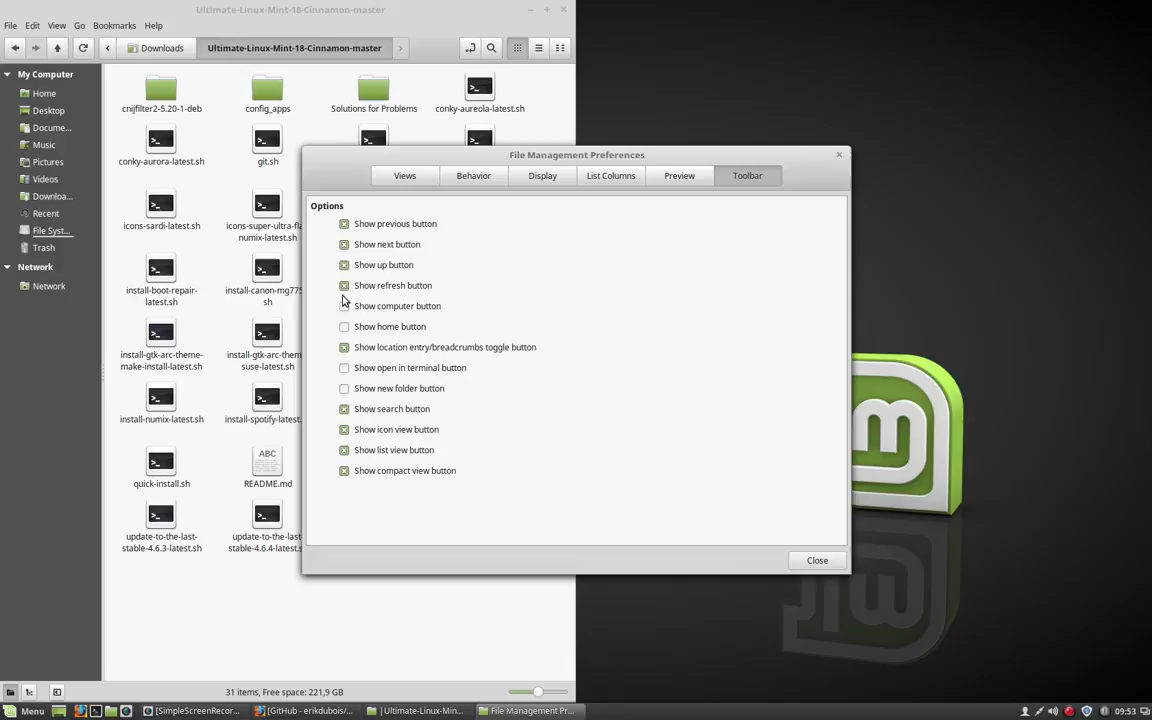 Ultimate-Linux-Mint-18-Cinnamon-master
File Edit View Go Bookmarks Help
Downloads Ultimate-Linux-Mint-18-Cinnamon-master
My Computer
Home
Desktop
Docume...
Music
Pictures
Videos
Downloa...
Recent
File Syst...
Trash
Network
Network
cnijfilter2-5.20-1-deb
config_apps
Solutions for Problems
conky-aureola-latest.sh
conky-aurora-latest.sh
git.sh
icons-sardi-latest.sh
icons-super-ultra-fla
numix-latest.sh
install-boot-repair-
latest.sh
install-canon-mg775
sh
install-gtk-arc-theme-
make-install-latest.sh
install-gtk-arc-them
suse-latest.sh
install-numix-latest.sh
install-spotify-latest.
quick-install.sh
ABC
README.md
update-to-the-last-
stable-4.6.3-latest.sh
update-to-the-last-
stable-4.6.4-latest.s
File Management Preferences
Views Behavior Display List Columns Preview Toolbar
Options
Show previous button
Show next button
Show up button
Show refresh button
Show computer button
Show home button
Show location entry/breadcrumbs toggle button
Show open in terminal button
Show new folder button
Show search button
Show icon view button
Show list view button
Show compact view button
Close
31 items, Free space: 221,9 GB
Menu [SimpleScreenRecor... [GitHub - erikdubois/... |Ultimate-Linux-Min... File Management Pr... 09:53